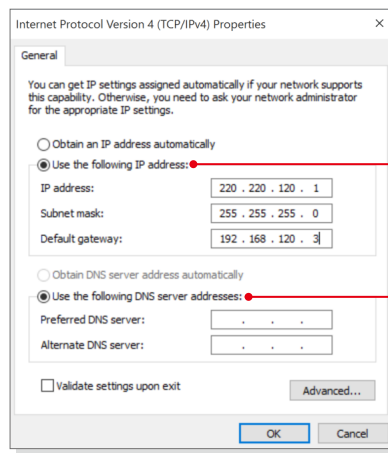 Internet Protocol Version 4 (TCP/IPv4) Properties ×
General
You can get IP settings assigned automatically if your network supports
this capability. Otherwise, you need to ask your network administrator
for the appropriate IP settings.
Obtain an IP address automatically
Use the following IP address:
IP address: 220 . 220 . 120 . 1
Subnet mask: 255 . 255 . 255 . 0
Default gateway: 192 . 168 . 120 . 3
Obtain DNS server address automatically
Use the following DNS server addresses:
Preferred DNS server: . . .
Alternate DNS server: . . .
Validate settings upon exit
Advanced...
OK Cancel